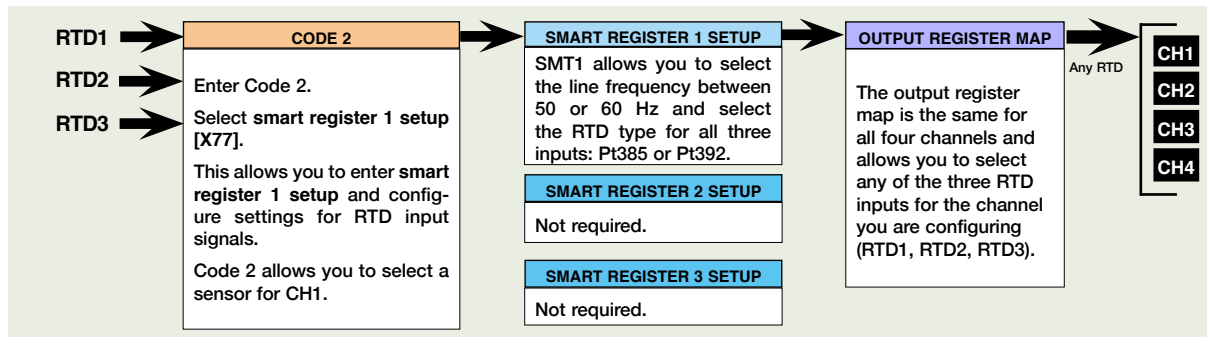 RTD1
RTD2
RTD3
CODE 2
Enter Code 2.
Select smart register 1 setup
[X77].
This allows you to enter smart
register 1 setup and config-
ure settings for RTD input
signals.
Code 2 allows you to select a
sensor for CH1.
SMART REGISTER 1 SETUP
SMT1 allows you to select
the line frequency between
50 or 60 Hz and select
the RTD type for all three
inputs: Pt385 or Pt392.
SMART REGISTER 2 SETUP
Not required.
SMART REGISTER 3 SETUP
Not required.
OUTPUT REGISTER MAP
The output register
map is the same for
all four channels and
allows you to select
any of the three RTD
inputs for the channel
you are configuring
(RTD1, RTD2, RTD3).
Any RTD
CH1
CH2
CH3
CH4